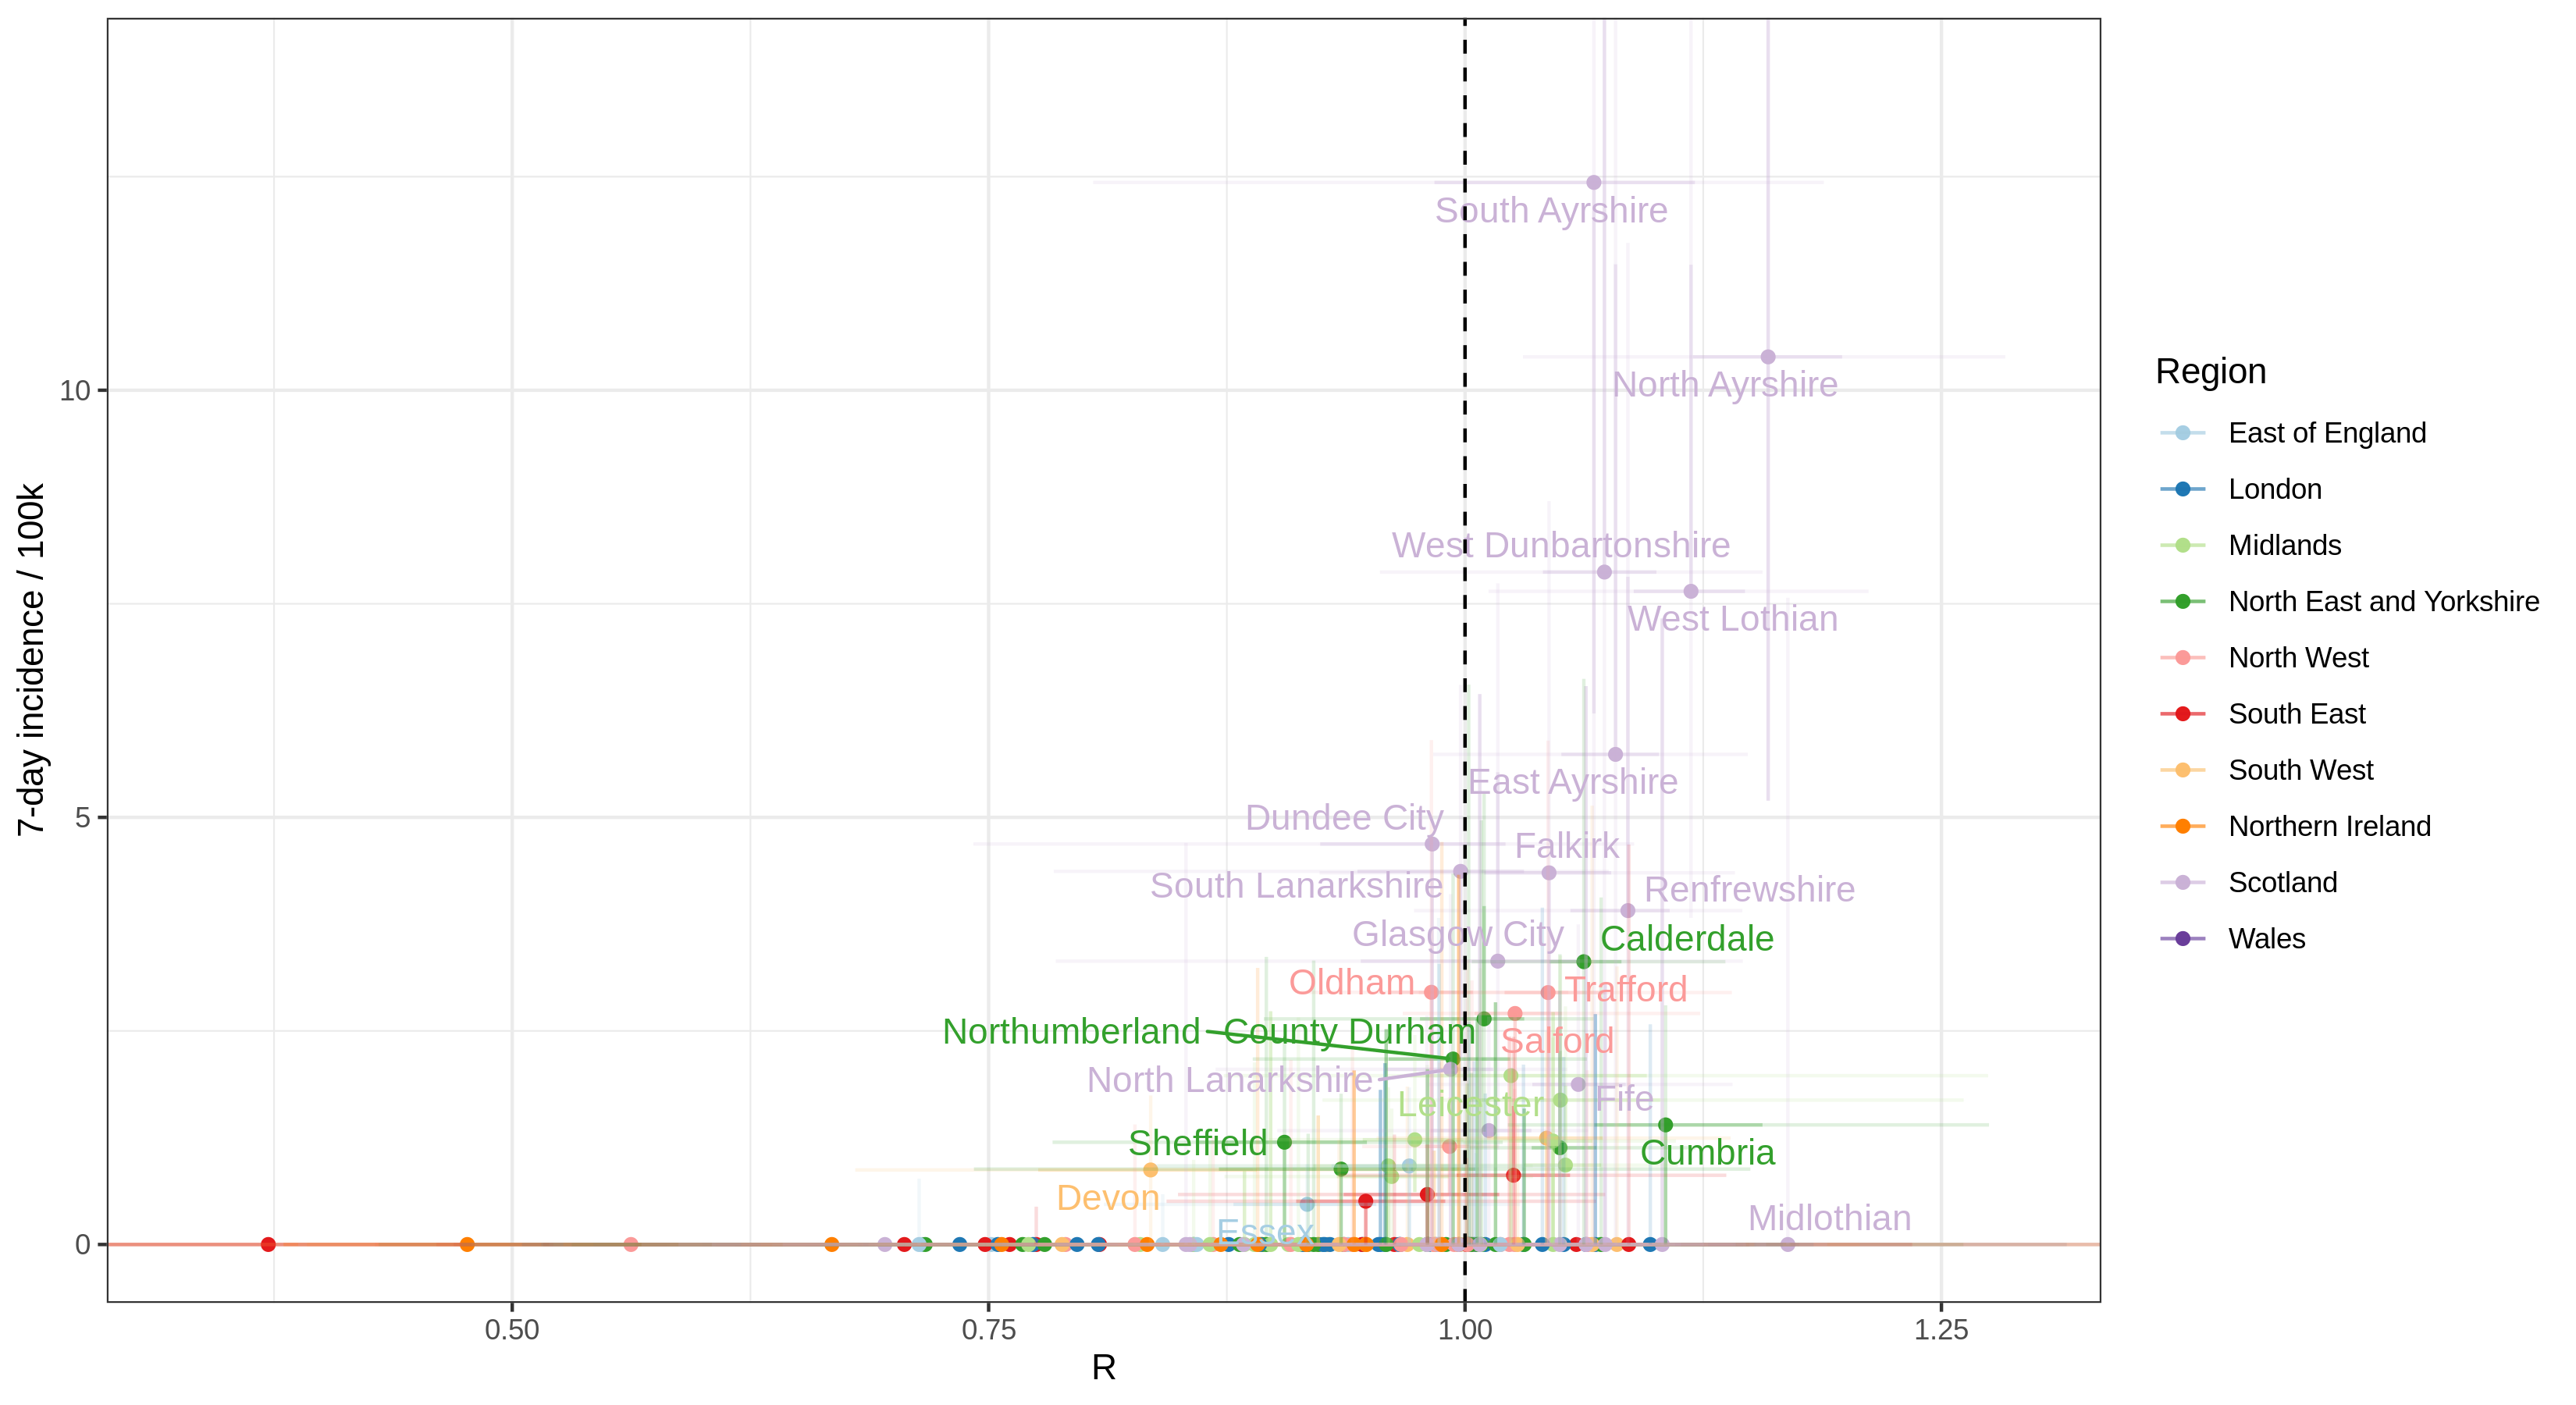 South Ayrshire
10
North Ayrshire
West Dunbartonshire
West Lothian
East Ayrshire
5
Dundee City
Falkirk
South Lanarkshire
Renfrewshire
Glasgow City
Calderdale
Oldham
Trafford
Northumberland
County Durham
Salford
North Lanarkshire
Leicester
Fife
Sheffield
Cumbria
Devon
Essex
Midlothian
0
0.50
0.75
1.00
1.25
R
7-day incidence / 100k
Region
East of England
London
Midlands
North East and Yorkshire
North West
South East
South West
Northern Ireland
Scotland
Wales